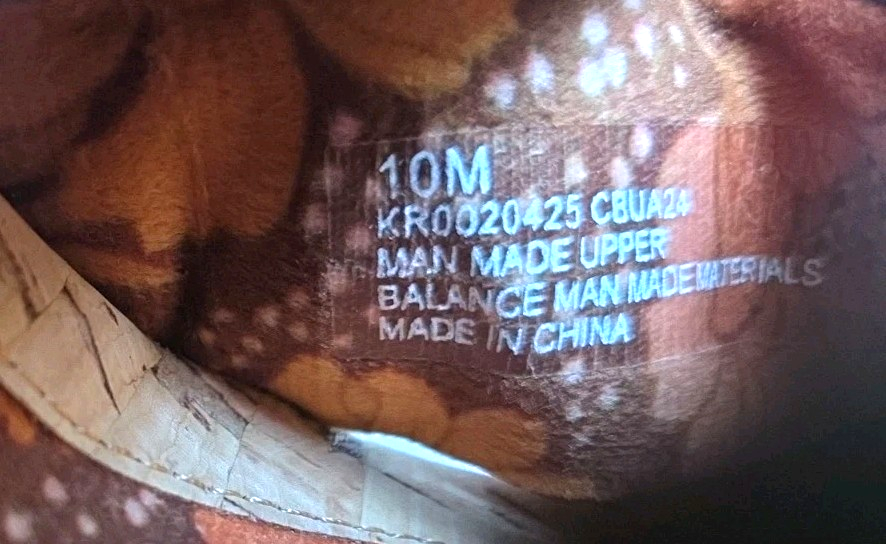 10M
KR0020425 CBUA24
MAN MADE UPPER
BALANCE MAN MADE MATERIALS
MADE IN CHINA